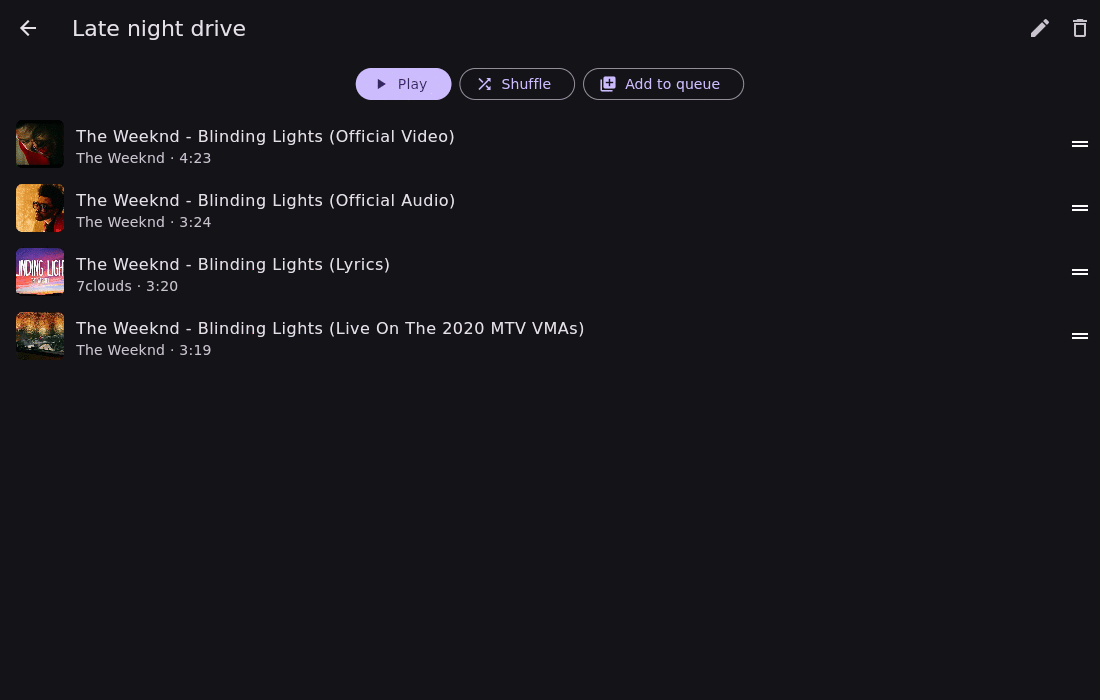 Late night drive
Play
Shuffle
Add to queue
The Weeknd - Blinding Lights (Official Video)
The Weeknd · 4:23
The Weeknd - Blinding Lights (Official Audio)
The Weeknd · 3:24
The Weeknd - Blinding Lights (Lyrics)
7clouds · 3:20
The Weeknd - Blinding Lights (Live On The 2020 MTV VMAs)
The Weeknd · 3:19